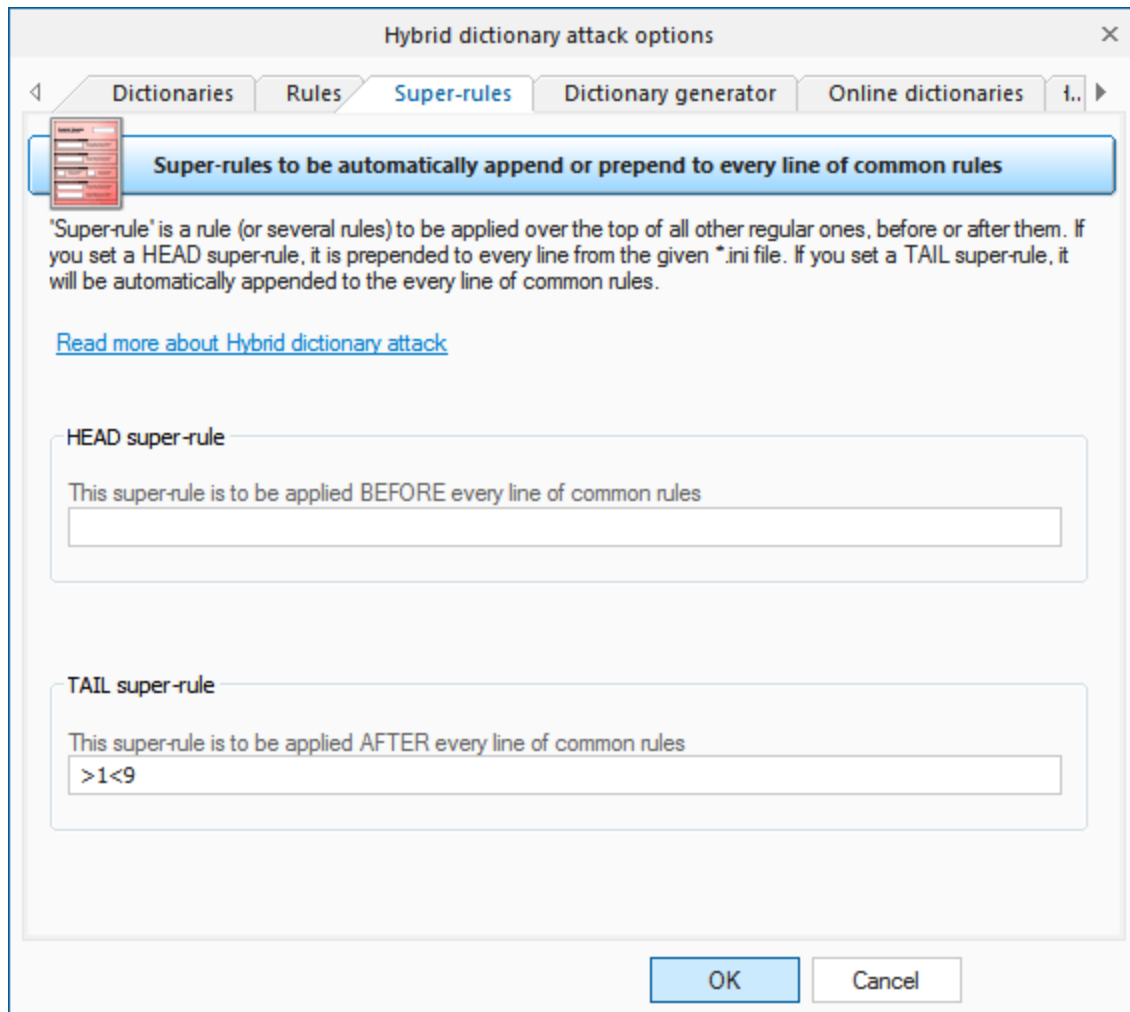 Hybrid dictionary attack options
Dictionaries Rules Super-rules Dictionary generator Online dictionaries
Super-rules to be automatically append or prepend to every line of common rules
'Super-rule' is a rule (or several rules) to be applied over the top of all other regular ones, before or after them. If
you set a HEAD super-rule, it is prepended to every line from the given *.ini file. If you set a TAIL super-rule, it
will be automatically appended to the every line of common rules.
Read more about Hybrid dictionary attack
HEAD super-rule
This super-rule is to be applied BEFORE every line of common rules
TAIL super-rule
This super-rule is to be applied AFTER every line of common rules
>1<9
OK Cancel